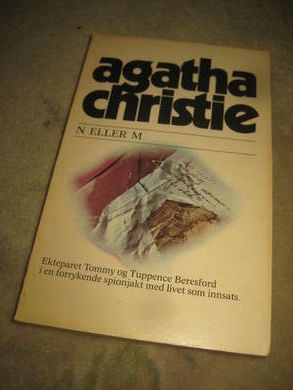 agatha
christie
N ELLER M
Ekteparet Tommy og Tuppence Beresford
i en forrykende spionjakt med livet som innsats.